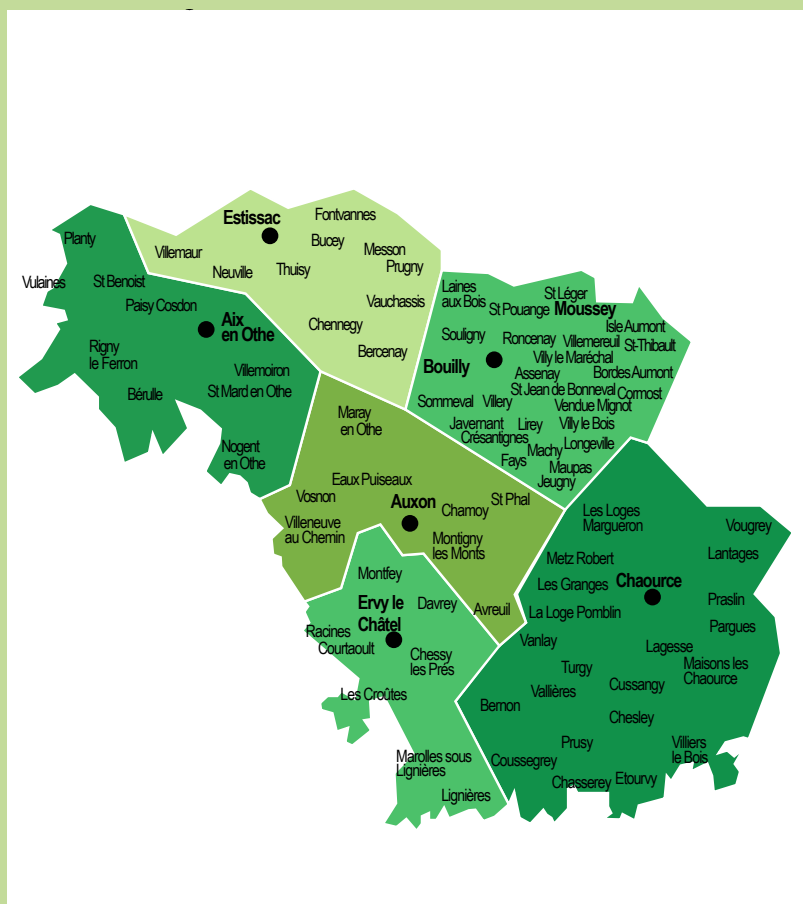 Estissac
Fontvannes
Bucey
Messon
Prugny
Villemaur
Neuville
Thuisy
Vauchassis
Chennegy
Bercenay
Planty
Vulaines
St Benoist
Paisy Cosdon
Aix
en Othe
Rigny
le Ferron
Villemoiron
Bérulle
St Mard en Othe
Nogent
en Othe
Laines
aux Bois
St Léger
St Pouange
Moussey
Isle Aumont
Souligny
Roncenay
Villemereuil
St-Thibault
Villy le Maréchal
Bouilly
Assenay
Bordes Aumont
St Jean de Bonneval
Cormost
Sommeval
Villery
Vendue Mignot
Javernant
Lirey
Villy le Bois
Crésantignes
Longeville
Machy
Fays
Maupas
Jeugny
Maray
en Othe
Eaux Puiseaux
Vosnon
Auxon
St Phal
Chamoy
Villeneuve
au Chemin
Montigny
les Monts
Avreuil
Montfey
Ervy le
Châtel
Davrey
Racines
Courtaoult
Chessy
les Prés
Les Croûtes
Marolles sous
Lignières
Lignières
Les Loges
Margueron
Vougrey
Metz Robert
Lantages
Les Granges
Chaource
Praslin
La Loge Pomblin
Pargues
Vanlay
Lagesse
Turgy
Maisons les
Chaource
Vallières
Cussangy
Bernon
Chesley
Prusy
Villiers
le Bois
Coussegrey
Chasserey
Etourvy